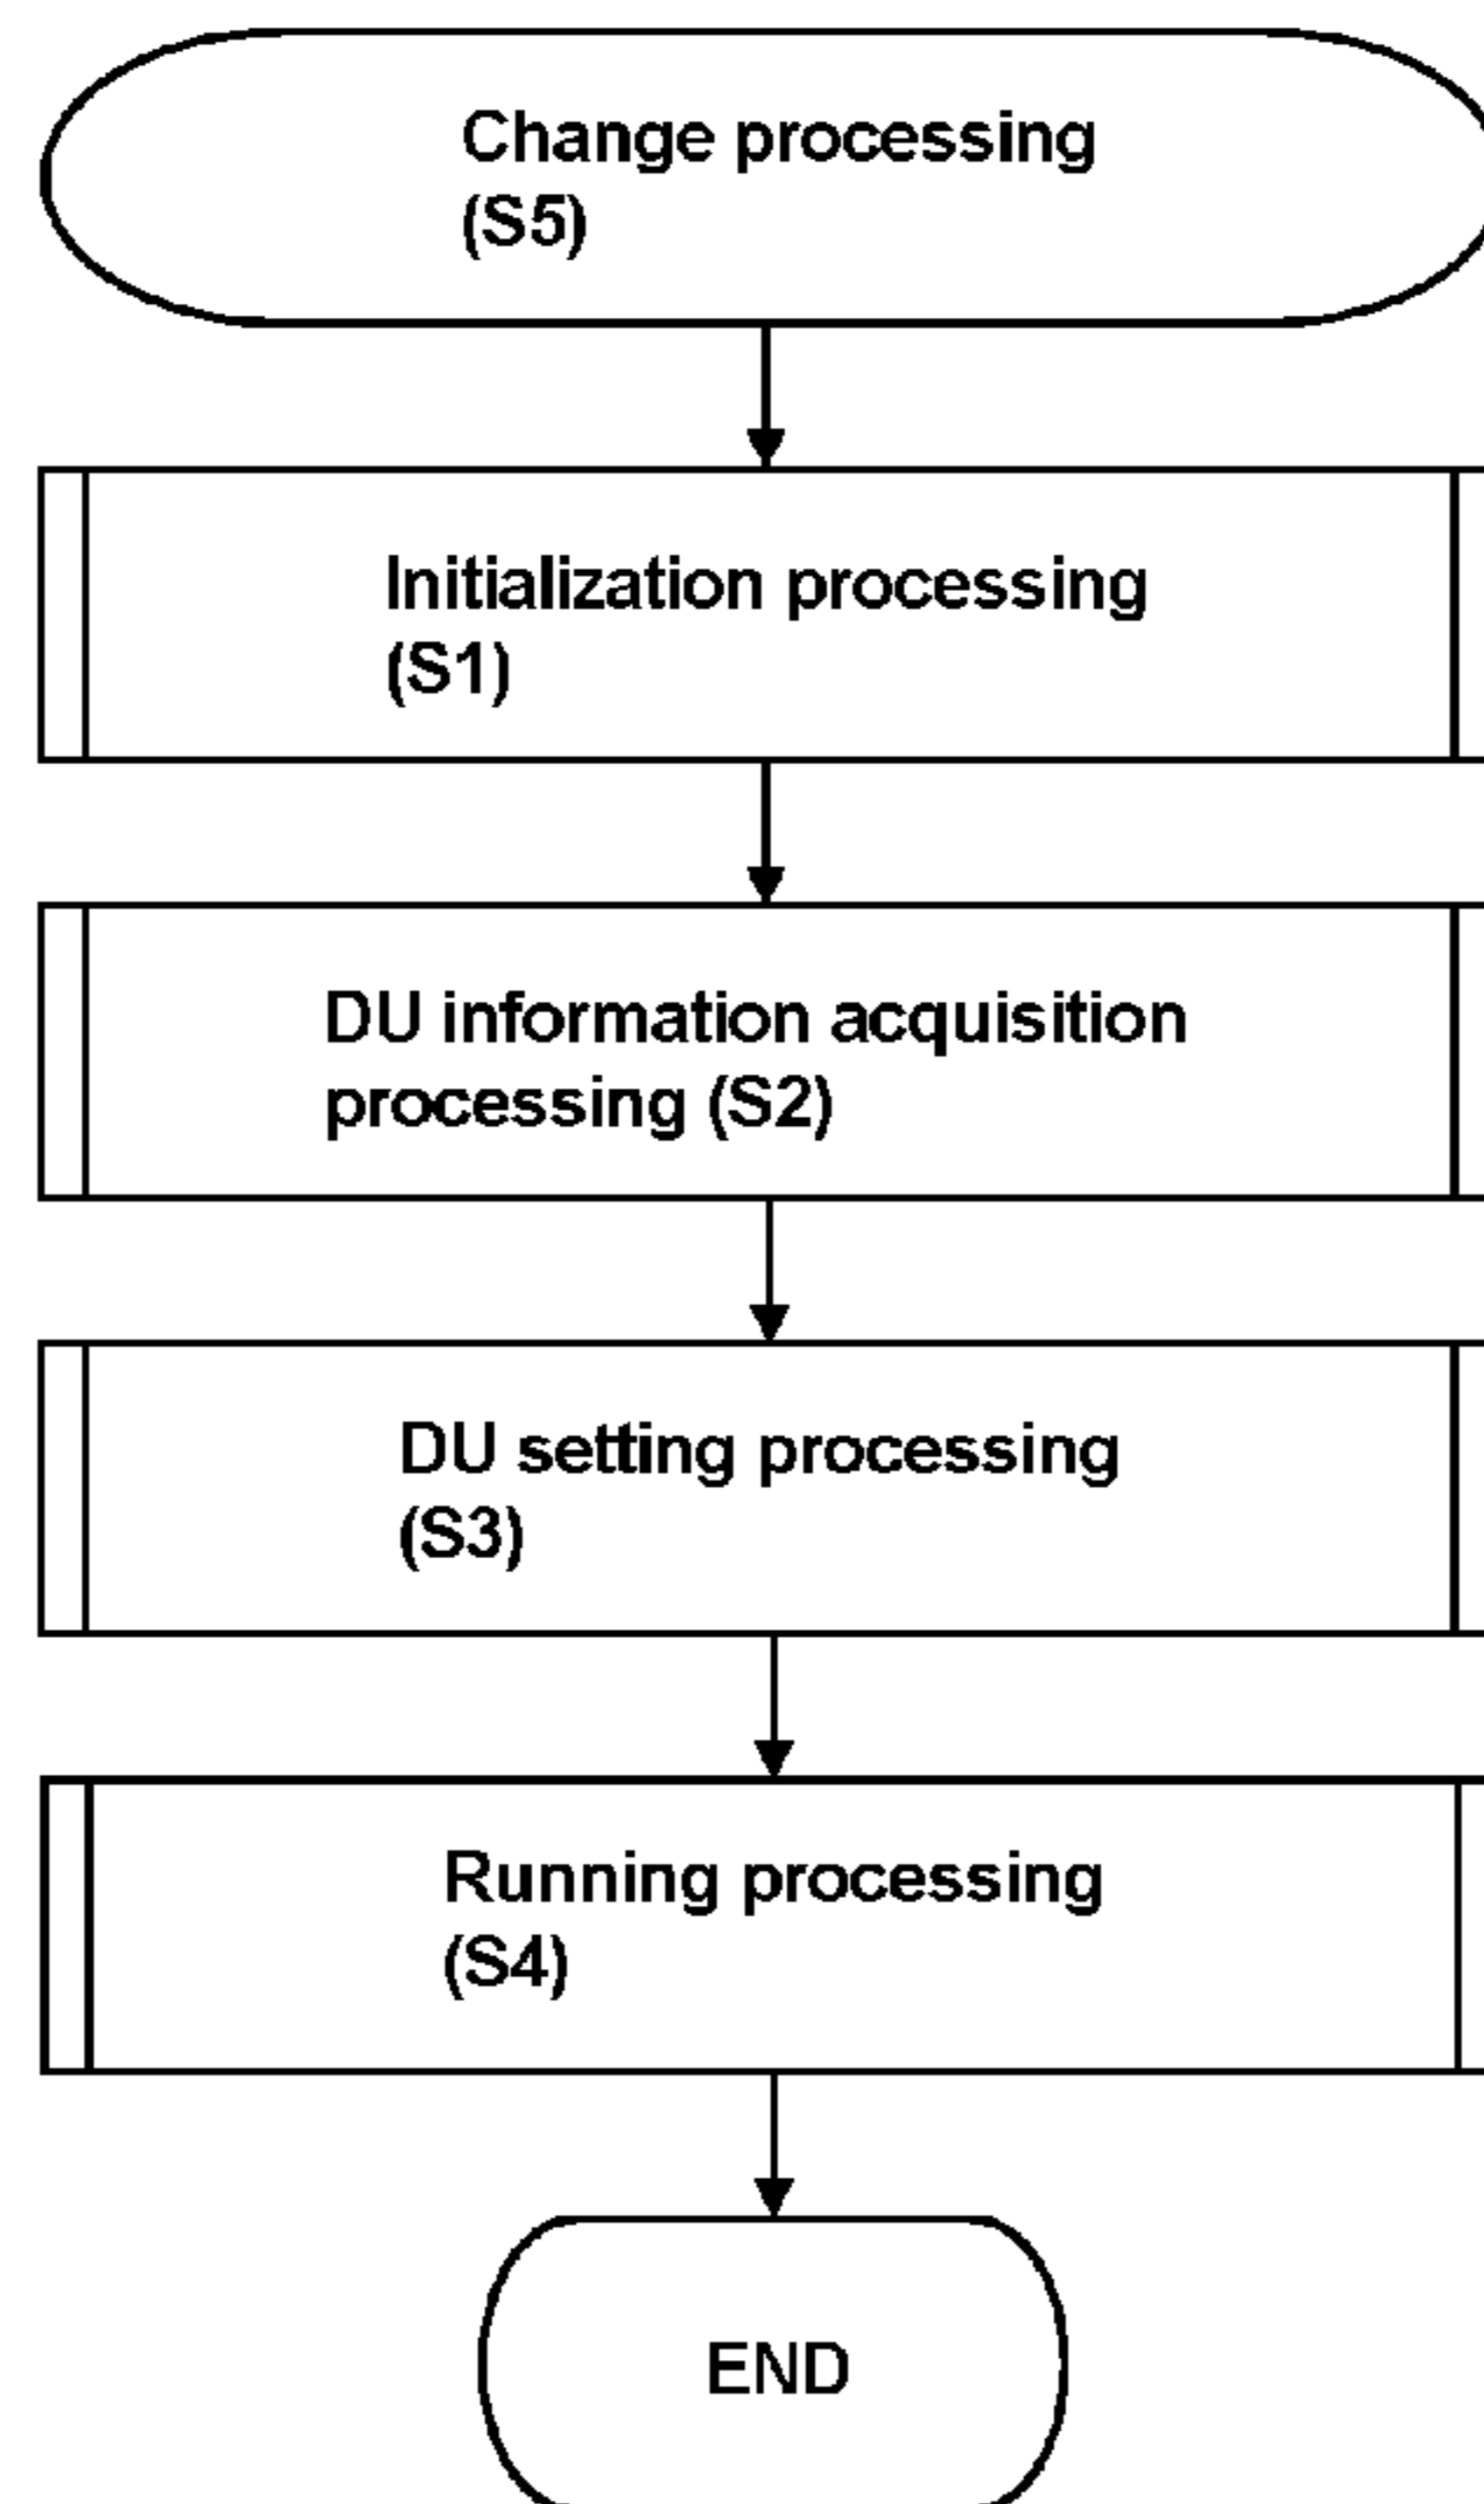 Change processing
(S5)
Initialization processing
(S1)
DU information acquisition
processing (S2)
DU setting processing
(S3)
Running processing
(S4)
END